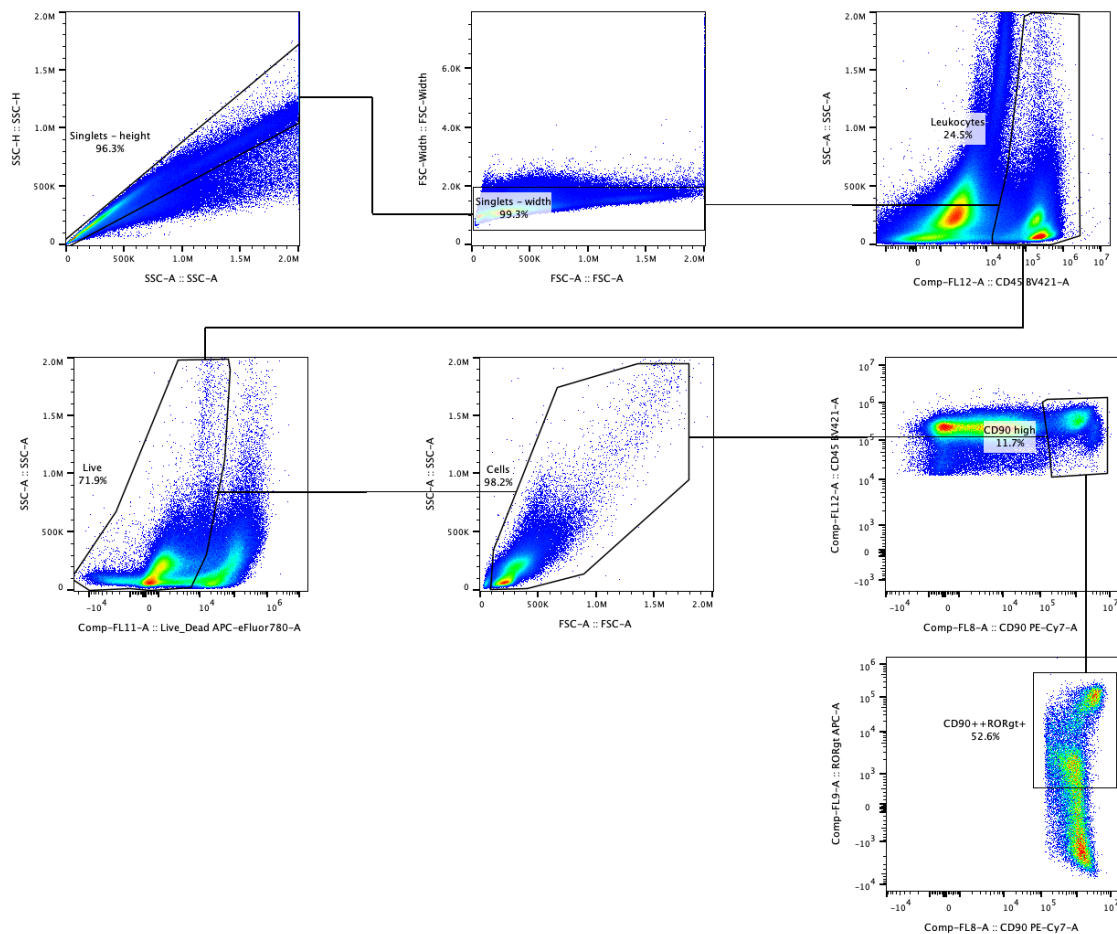 2.0M
1.5M
1.0M
500K
0
SSC-H :: SSC-H
Singlets - height
96.3%
0
500K
1.0M
1.5M
2.0M
SSC-A :: SSC-A
6.0K
4.0K
2.0K
0
FSC-Width :: FSC-Width
Singlets - width
99.3%
0
500K
1.0M
1.5M
2.0M
FSC-A :: FSC-A
2.0M
1.5M
1.0M
500K
0
SSC-A :: SSC-A
Leukocytes
24.5%
0
10^4
10^5
10^6
10^7
Comp-FL12-A :: CD45 BV421-A
2.0M
1.5M
1.0M
500K
0
SSC-A :: SSC-A
Live
71.9%
-10^4
0
10^4
10^6
Comp-FL11-A :: Live_Dead APC-eFluor780-A
2.0M
1.5M
1.0M
500K
0
SSC-A :: SSC-A
Cells
98.2%
0
500K
1.0M
1.5M
2.0M
FSC-A :: FSC-A
10^7
10^6
10^5
10^4
10^3
0
-10^3
Comp-FL12-A :: CD45 BV421-A
CD90 high
11.7%
-10^4
0
10^4
10^5
10^6
10^7
Comp-FL8-A :: CD90 PE-Cy7-A
10^6
10^5
10^4
10^3
0
-10^3
-10^4
Comp-FL9-A :: RORgt APC-A
CD90++RORgt+
52.6%
-10^4
0
10^4
10^5
10^6
10^7
Comp-FL8-A :: CD90 PE-Cy7-A